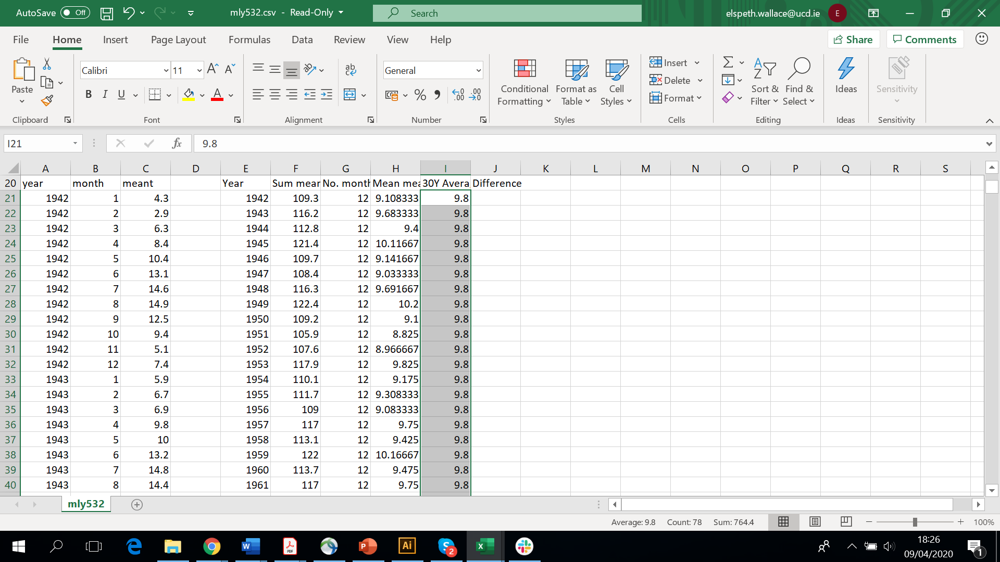 AutoSave Off mly532.csv - Read-Only Search elspeth.wallace@ucd.ie E
File Home Insert Page Layout Formulas Data Review View Help Share Comments
Paste Calibri 11 General Conditional Formatting Format as Table Cell Styles Insert Delete Format Sort & Filter Find & Select Ideas Sensitivity
Clipboard Font Alignment Number Styles Cells Editing Ideas Sensitivity
I21 fx 9.8
A B C D E F G H I J K L M N O P Q R S
20 year month meant Year Sum mear No. month Mean mea 30Y Avera Difference
21 1942 1 4.3 1942 109.3 12 9.108333 9.8
22 1942 2 2.9 1943 116.2 12 9.683333 9.8
23 1942 3 6.3 1944 112.8 12 9.4 9.8
24 1942 4 8.4 1945 121.4 12 10.11667 9.8
25 1942 5 10.4 1946 109.7 12 9.141667 9.8
26 1942 6 13.1 1947 108.4 12 9.033333 9.8
27 1942 7 14.6 1948 116.3 12 9.691667 9.8
28 1942 8 14.9 1949 122.4 12 10.2 9.8
29 1942 9 12.5 1950 109.2 12 9.1 9.8
30 1942 10 9.4 1951 105.9 12 8.825 9.8
31 1942 11 5.1 1952 107.6 12 8.966667 9.8
32 1942 12 7.4 1953 117.9 12 9.825 9.8
33 1943 1 5.9 1954 110.1 12 9.175 9.8
34 1943 2 6.7 1955 111.7 12 9.308333 9.8
35 1943 3 6.9 1956 109 12 9.083333 9.8
36 1943 4 9.8 1957 117 12 9.75 9.8
37 1943 5 10 1958 113.1 12 9.425 9.8
38 1943 6 13.2 1959 122 12 10.16667 9.8
39 1943 7 14.8 1960 113.7 12 9.475 9.8
40 1943 8 14.4 1961 117 12 9.75 9.8
mly532
Average: 9.8 Count: 78 Sum: 764.4 100%
18:26
09/04/2020